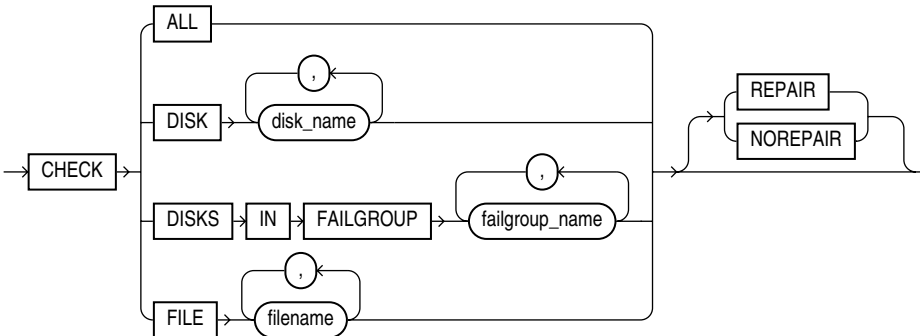 ALL
,
DISK disk_name
REPAIR
NOREPAIR
CHECK
,
DISKS IN FAILGROUP failgroup_name
,
FILE filename